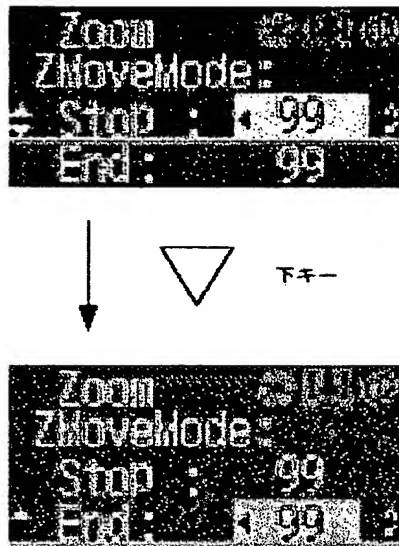 Zoom
ZMoveMode:
Stop : 99
End : 99
下キー
Zoom
ZMoveMode:
Stop : 99
End : 99